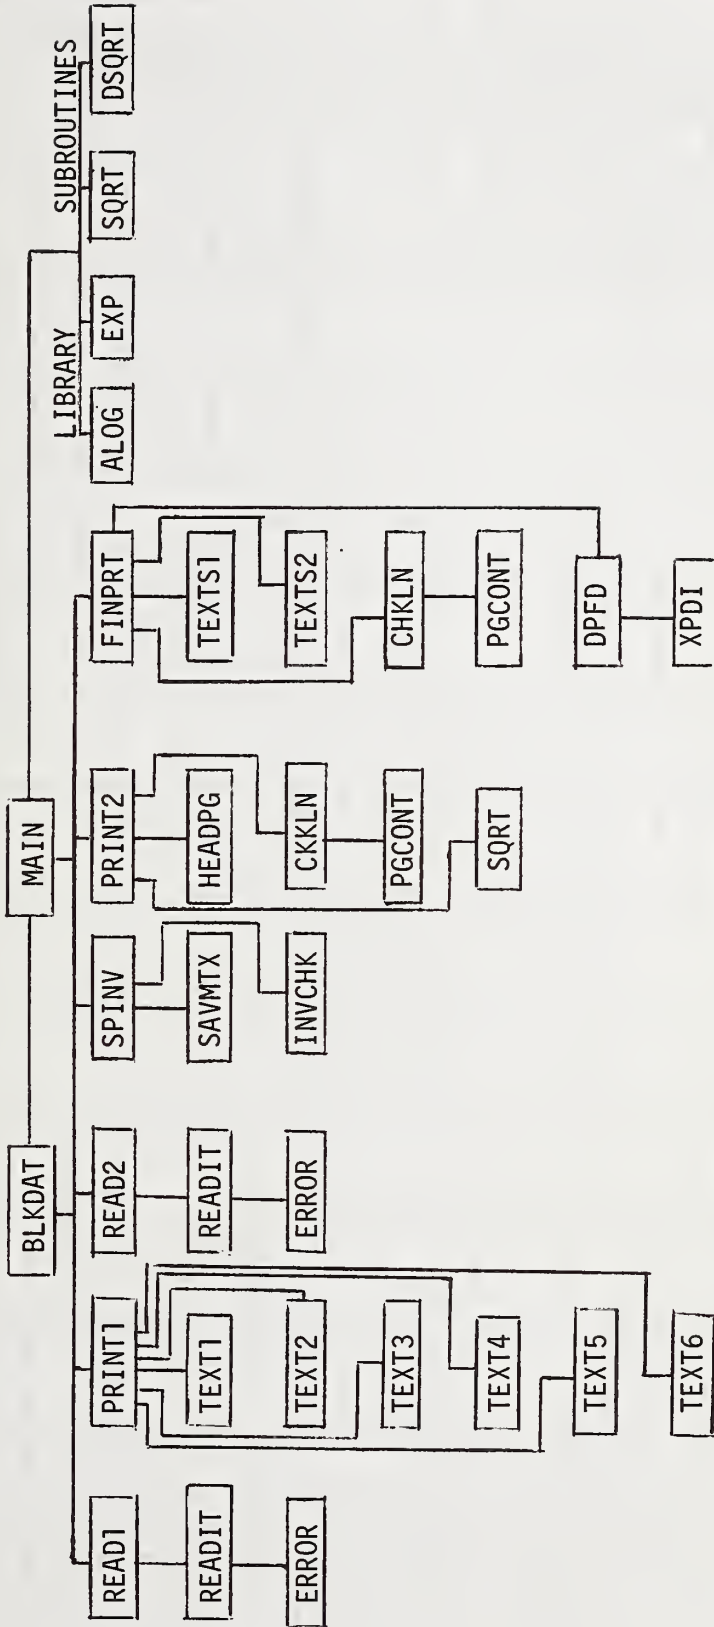 BLKDAT MAIN
LIBRARY SUBROUTINES
READ1 PRINT1 READ2 SPINV PRINT2 FINPRT ALOG EXP SQRT DSQRT
READIT TEXT1 READIT SAVMTX HEADPG TEXTS1
ERROR TEXT2 ERROR INVCHK CKKLN TEXTS2
TEXT3 PGCONT CHKLN
TEXT4 SQRT PGCONT
TEXT5 DPFD
TEXT6 XPDI